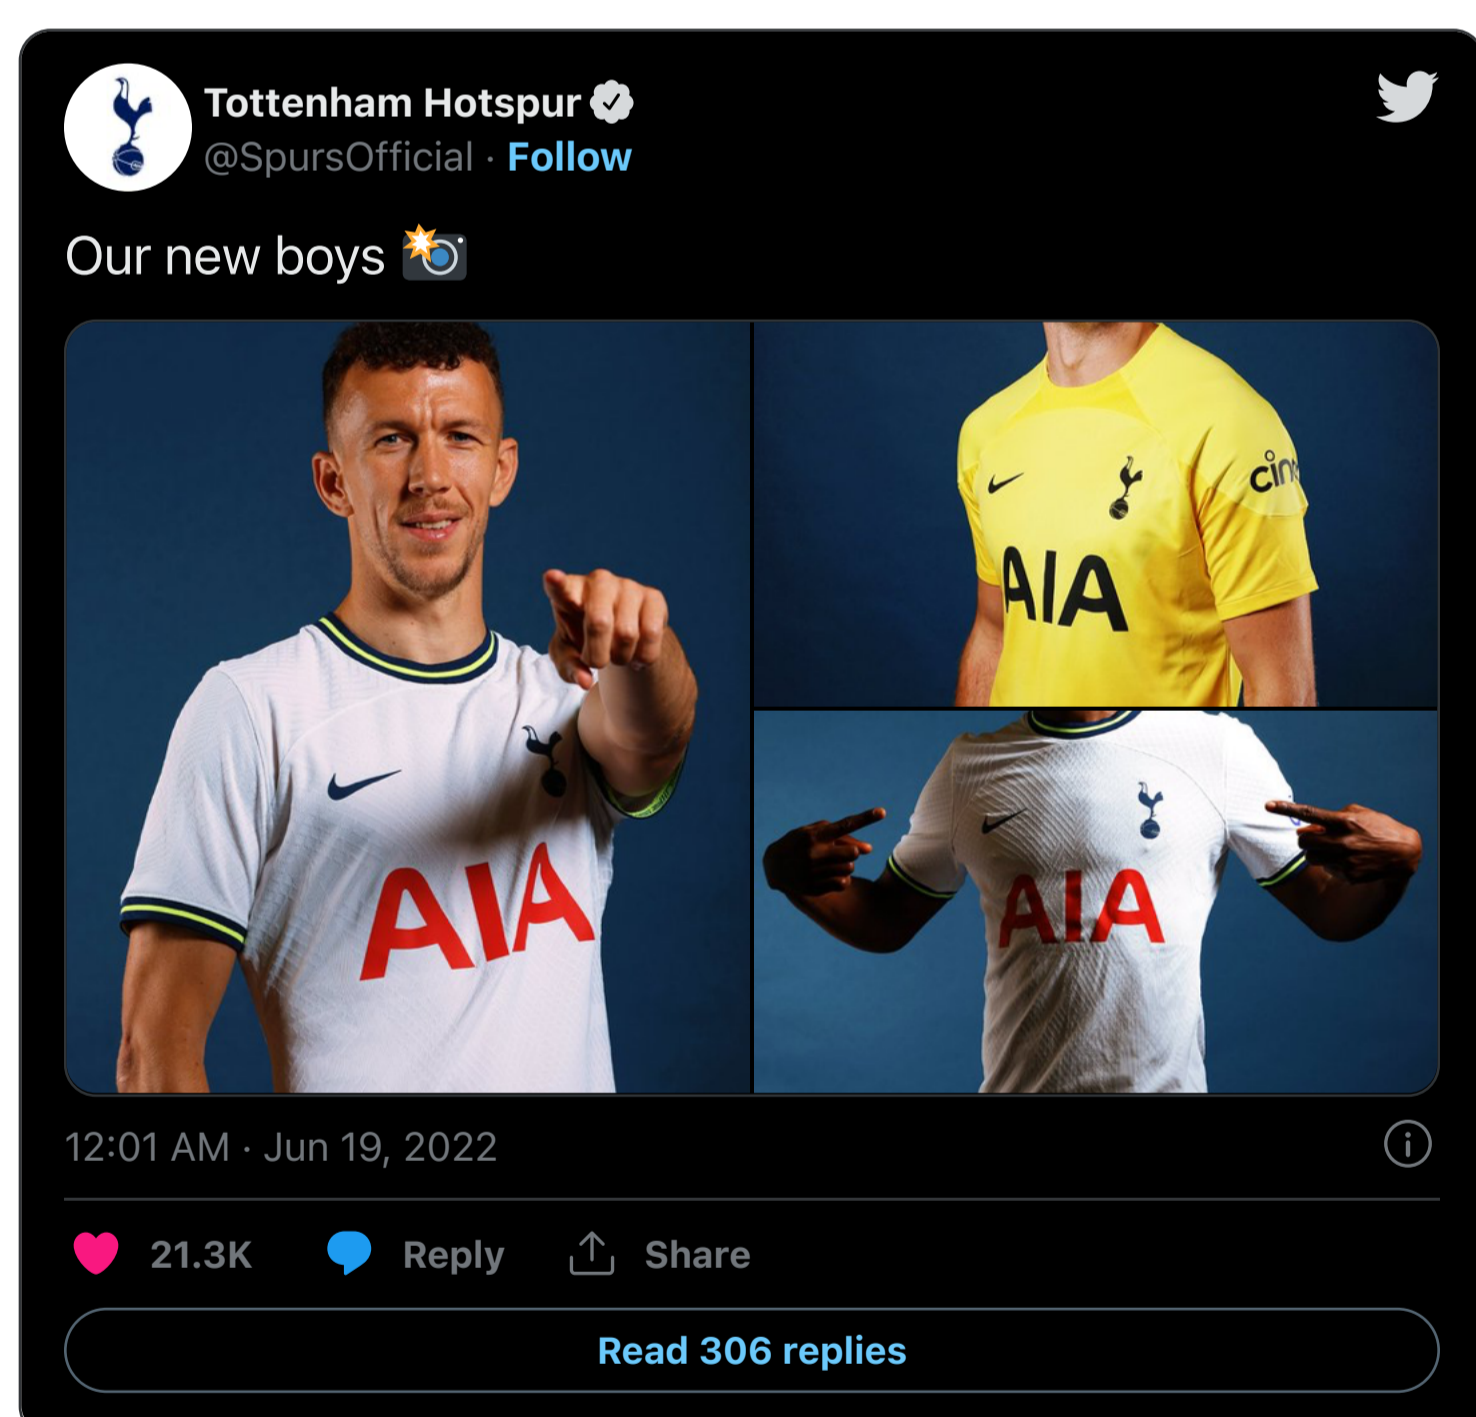 Tottenham Hotspur
@SpursOfficial · Follow
Our new boys
AIA
cinc
AIA
AIA
12:01 AM · Jun 19, 2022
21.3K Reply Share
Read 306 replies